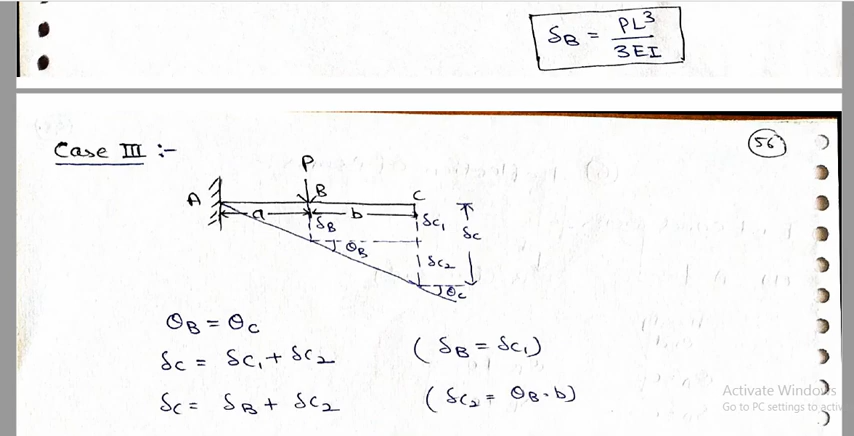 δB = PL³/3EI
56
Case III :-
P
A B C
a b δB δC₁ δC
θB
δC₂
θC
θB = θC
δC = δC₁ + δC₂ (δB = δC₁)
δC = δB + δC₂ (δC₂ = θB·b)
Activate Windows
Go to PC settings to activ